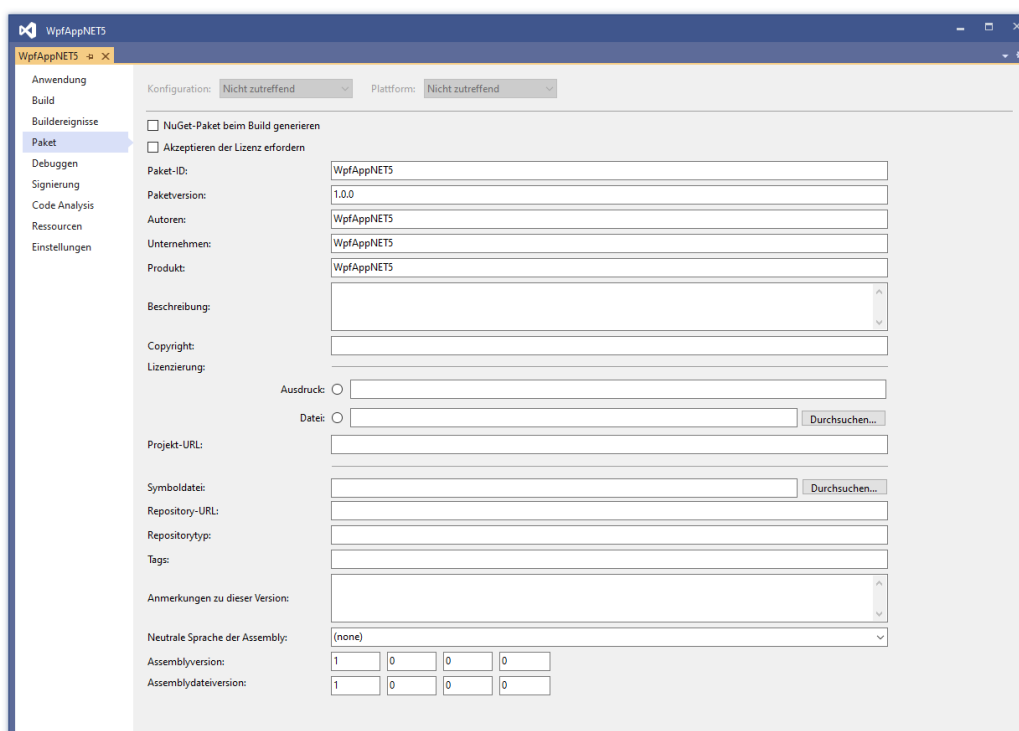 WpfAppNET5
WpfAppNET5
Anwendung
Build
Buildereignisse
Paket
Debuggen
Signierung
Code Analysis
Ressourcen
Einstellungen
Konfiguration: Nicht zutreffend Plattform: Nicht zutreffend
NuGet-Paket beim Build generieren
Akzeptieren der Lizenz erfordern
Paket-ID: WpfAppNET5
Paketversion: 1.0.0
Autoren: WpfAppNET5
Unternehmen: WpfAppNET5
Produkt: WpfAppNET5
Beschreibung:
Copyright:
Lizenzierung:
Ausdruck:
Datei: Durchsuchen...
Projekt-URL:
Symboldatei: Durchsuchen...
Repository-URL:
Repositorytyp:
Tags:
Anmerkungen zu dieser Version:
Neutrale Sprache der Assembly: (none)
Assemblyversion: 1 0 0 0
Assemblydateiversion: 1 0 0 0